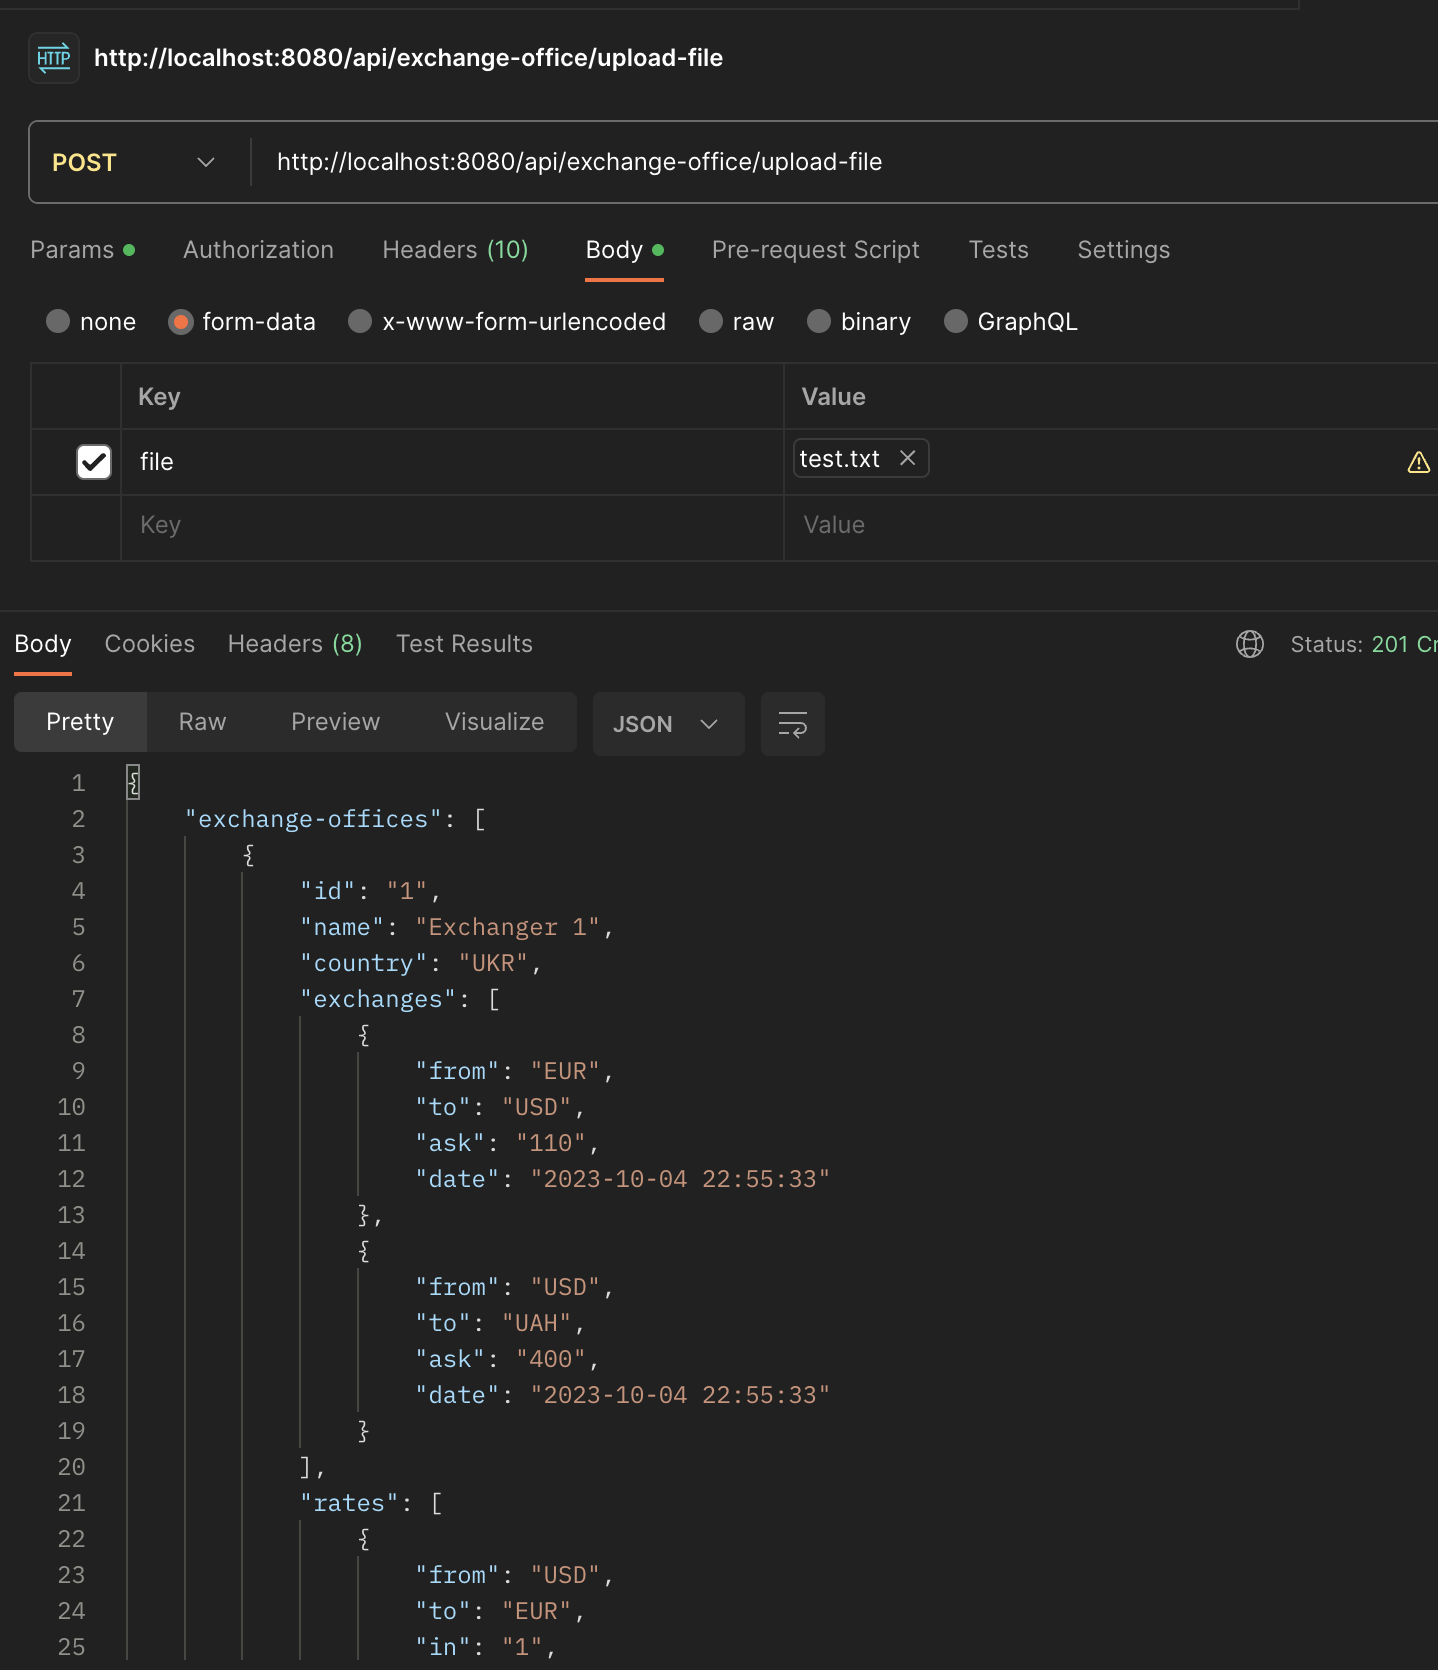 HTTP http://localhost:8080/api/exchange-office/upload-file
POST http://localhost:8080/api/exchange-office/upload-file
Params Authorization Headers (10) Body Pre-request Script Tests Settings
none form-data x-www-form-urlencoded raw binary GraphQL
Key Value
file test.txt
Key Value
Body Cookies Headers (8) Test Results Status: 201 Cr
Pretty Raw Preview Visualize JSON
1 {
2 "exchange-offices": [
3 {
4 "id": "1",
5 "name": "Exchanger 1",
6 "country": "UKR",
7 "exchanges": [
8 {
9 "from": "EUR",
10 "to": "USD",
11 "ask": "110",
12 "date": "2023-10-04 22:55:33"
13 },
14 {
15 "from": "USD",
16 "to": "UAH",
17 "ask": "400",
18 "date": "2023-10-04 22:55:33"
19 }
20 ],
21 "rates": [
22 {
23 "from": "USD",
24 "to": "EUR",
25 "in": "1",